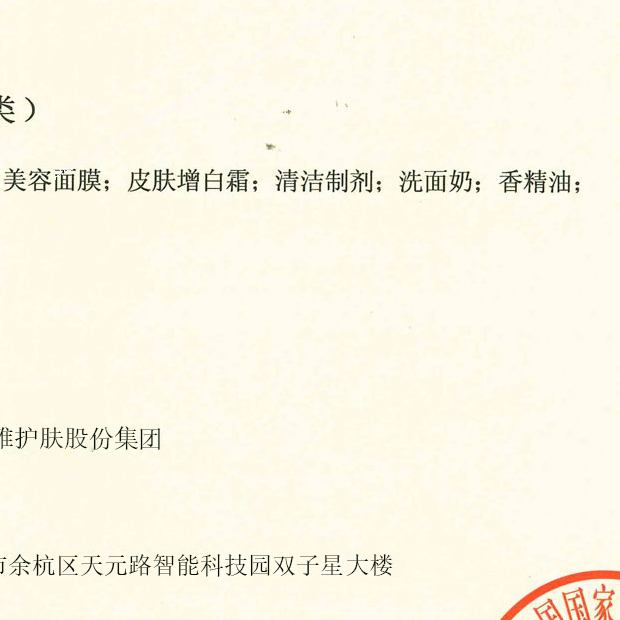 类）
美容面膜；皮肤增白霜；清洁制剂；洗面奶；香精油；
护肤股份集团
市余杭区天元路智能科技园双子星大楼
国国家